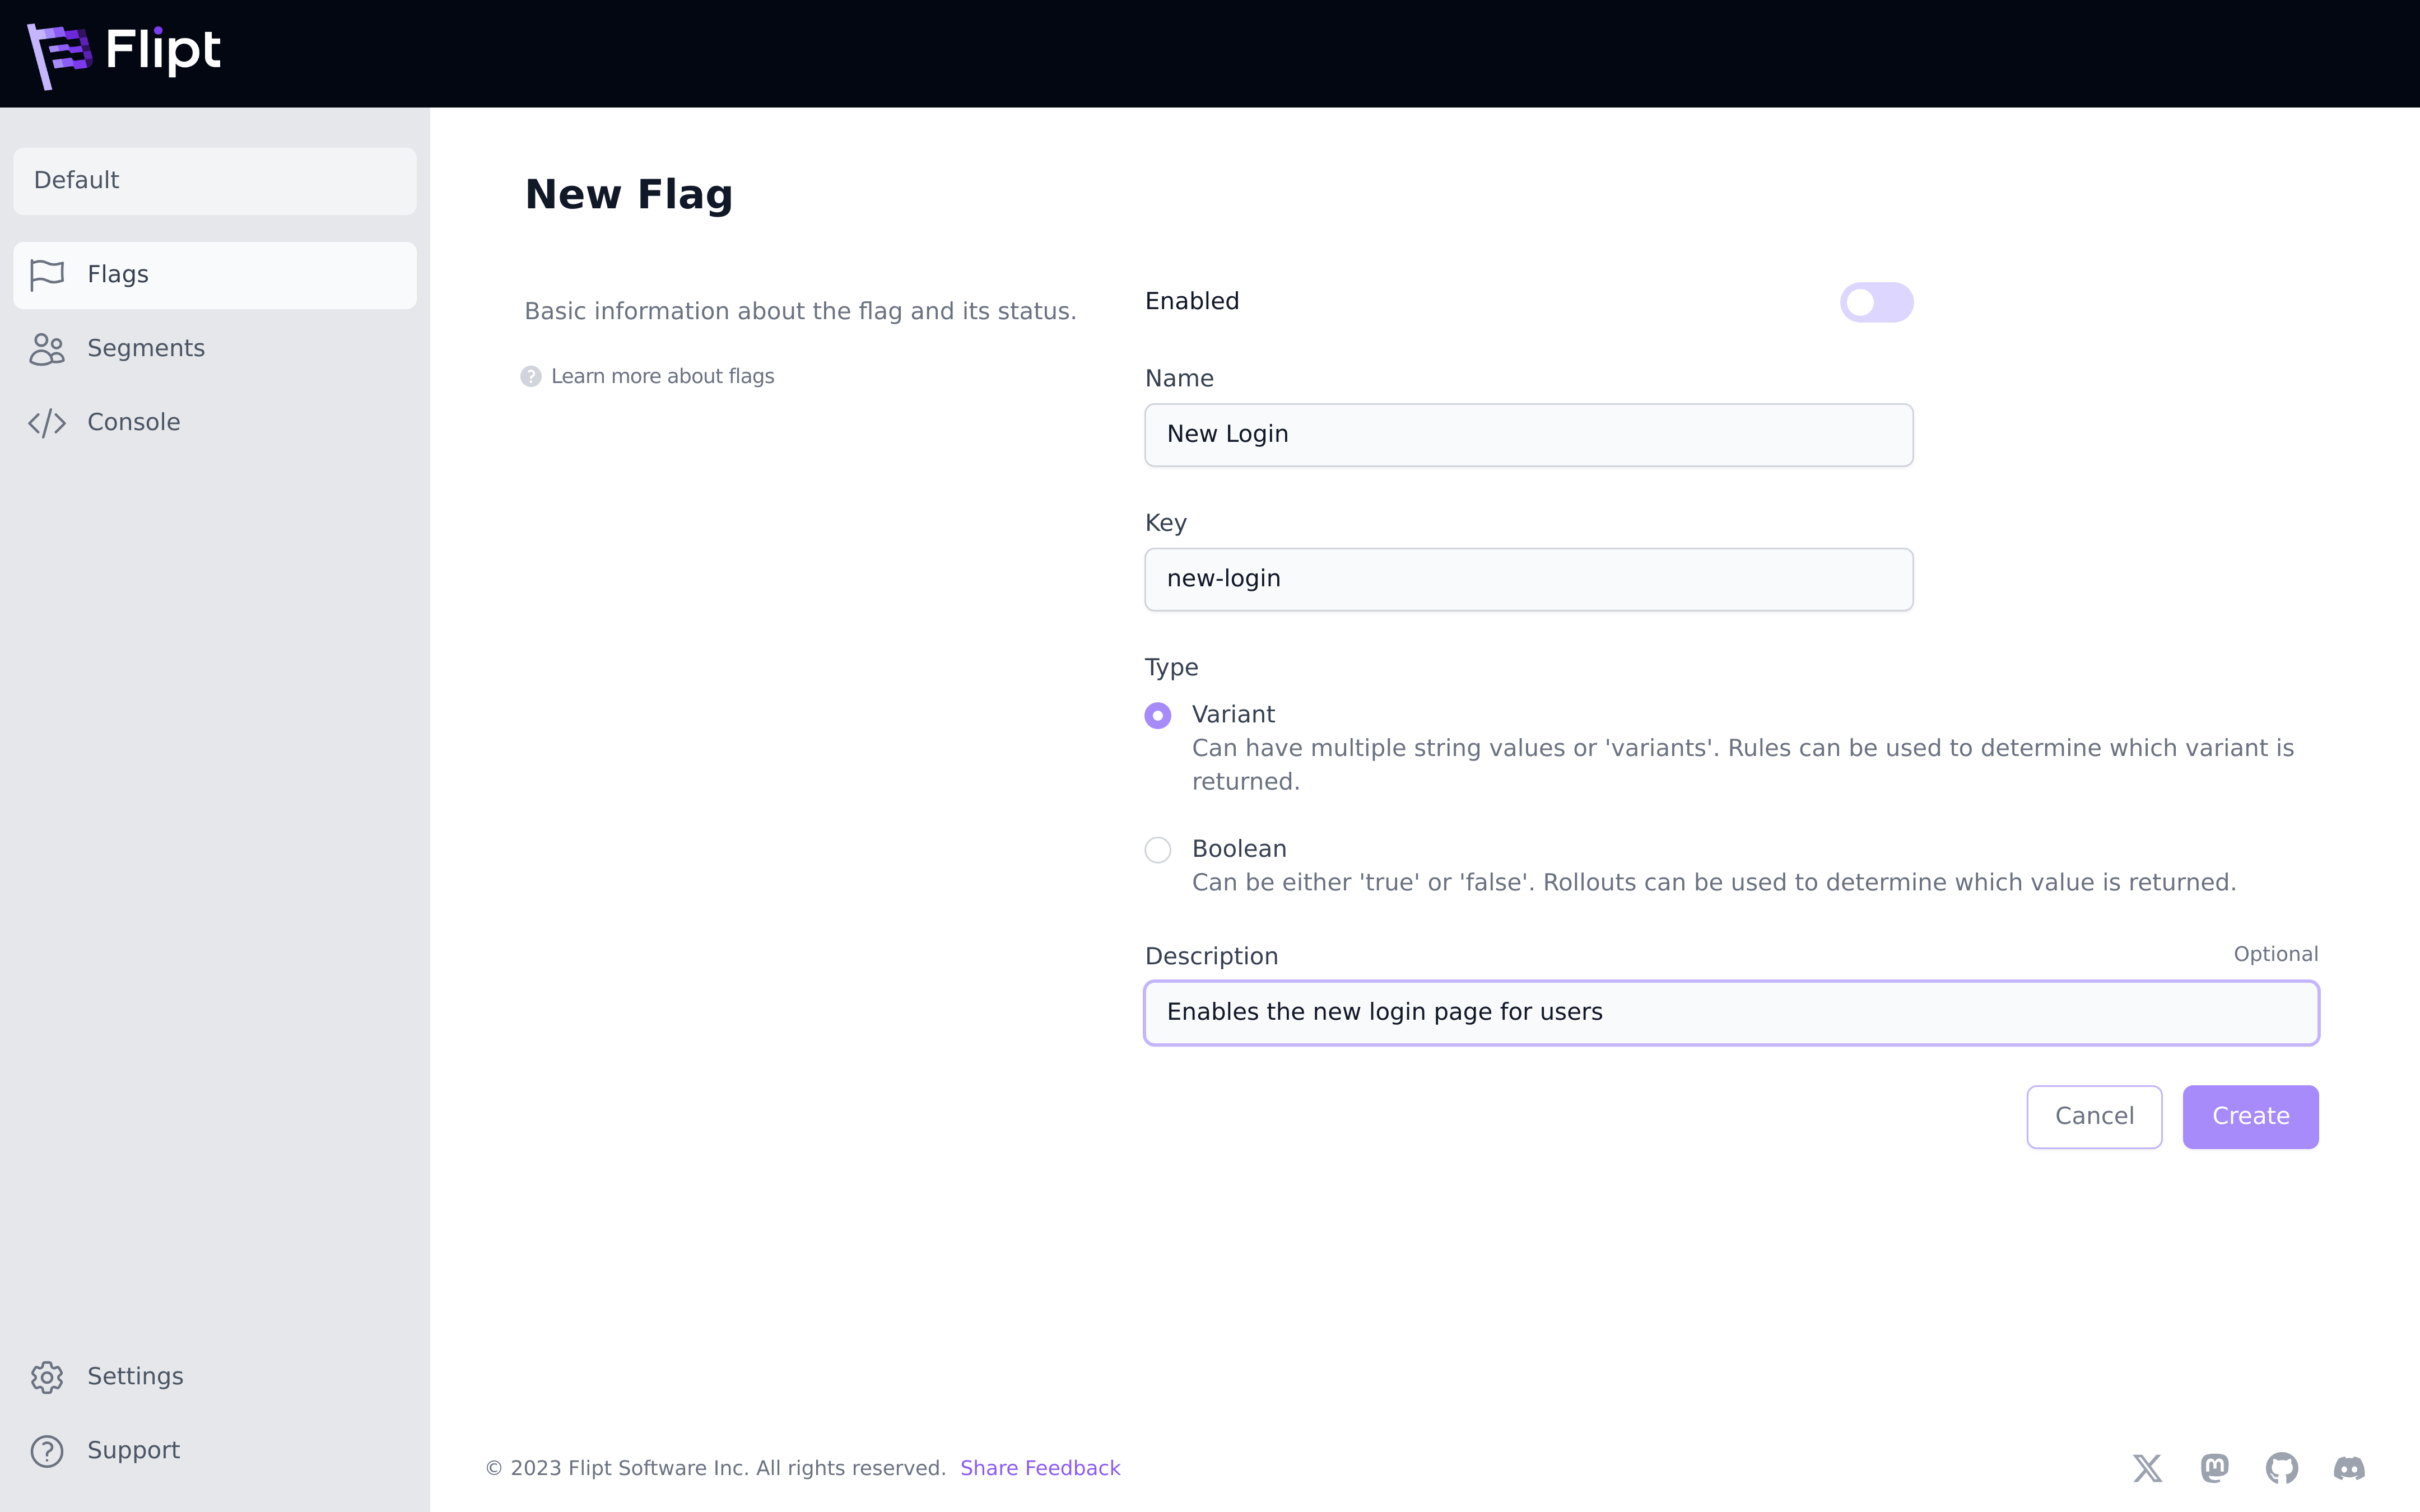 Flipt
Default
Flags
Segments
Console
Settings
Support
New Flag
Basic information about the flag and its status.
Learn more about flags
Enabled
Name
New Login
Key
new-login
Type
Variant
Can have multiple string values or 'variants'. Rules can be used to determine which variant is
returned.
Boolean
Can be either 'true' or 'false'. Rollouts can be used to determine which value is returned.
Description
Optional
Enables the new login page for users
Cancel
Create
© 2023 Flipt Software Inc. All rights reserved. Share Feedback